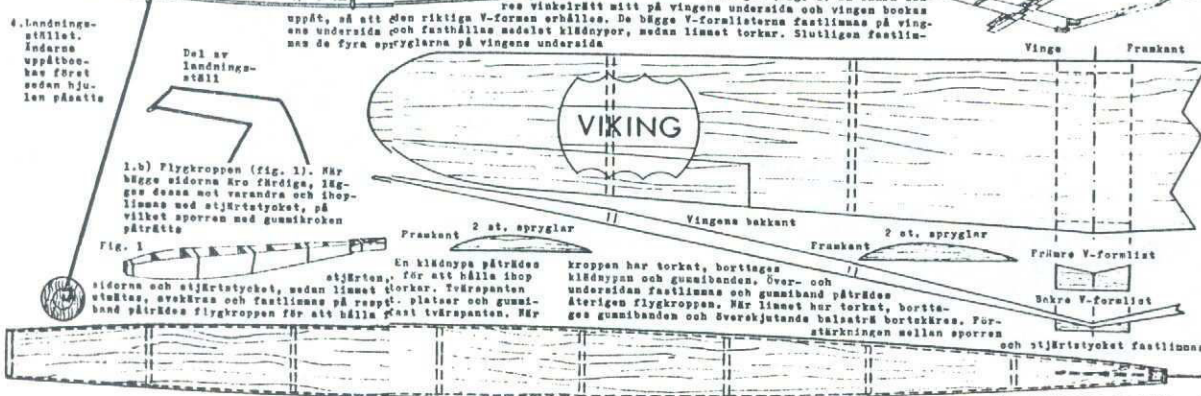 4.Landnings-
stället.
Ändarna
uppåtboc-
kas föret
sedan hju-
len påsatts
res vinkelrätt mitt på vingens undersida och vingen bockas
uppåt, så att den riktiga V-formen erhålles. De bägge V-formlisterna fastlimmas på ving-
ens undersida och fasthållas medelst klädnypor, medan limmet torkar. Slutligen fastlim-
mas de fyra spryglarna på vingens undersida
Vinge
Framkant
Del av
landnings-
ställ
VIKING
1.b) Flygkroppen (fig. 1). När
bägge sidorna äro färdiga, läg-
ges dessa mot varandra och ihop-
limmas med stjärtstycket, på
vilket sporren med gummikroken
påträtts
Vingens bakkant
Fig. 1
Framkant
2 st. spryglar
Framkant
2 st. spryglar
Främre V-formlist
Bakre V-formlist
stjärten.
sidorna och stjärtstycket, medan limmet
utmätas, avskäras och fastlimmas på
band påträdes flygkroppen för att hålla
En klädnypa påträdes
för att hålla ihop
torkar. Tvärspanten
platser och gummi-
fast tvärspanten. När
kroppen har torkat, borttages
klädnypan och gummibanden. Över- och
undersidan fastlimmas och gummiband påträdes
återigen flygkroppen. När limmet har torkat, bortta-
ges gummibanden och överskjutande balsaträ bortskäres. För-
stärkningen mellan sporren
och stjärtstycket fastlimmas